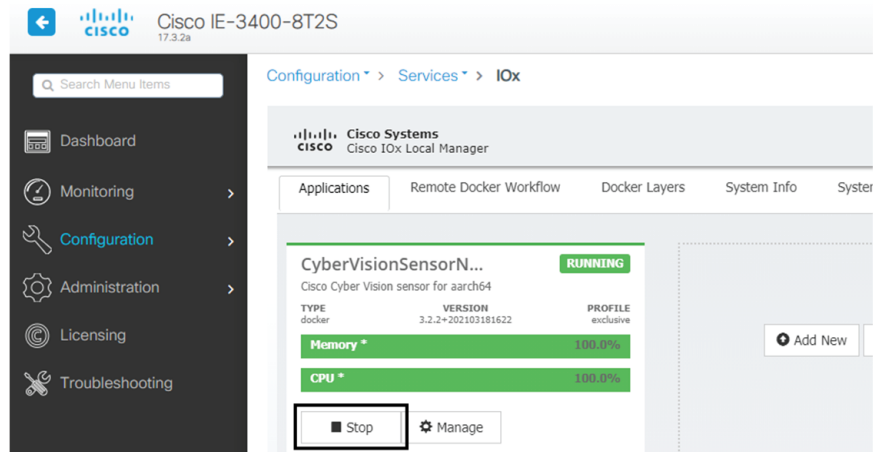 CISCO
Cisco IE-3400-8T2S
17.3.2a
Search Menu Items
Dashboard
Monitoring
Configuration
Administration
Licensing
Troubleshooting
Configuration > Services > IOx
CISCO
Cisco Systems
Cisco IOx Local Manager
Applications Remote Docker Workflow Docker Layers System Info Syster
CyberVisionSensorN... RUNNING
Cisco Cyber Vision sensor for aarch64
TYPE VERSION PROFILE
docker 3.2.2+202103181622 exclusive
Memory * 100.0%
CPU * 100.0%
Stop Manage
Add New